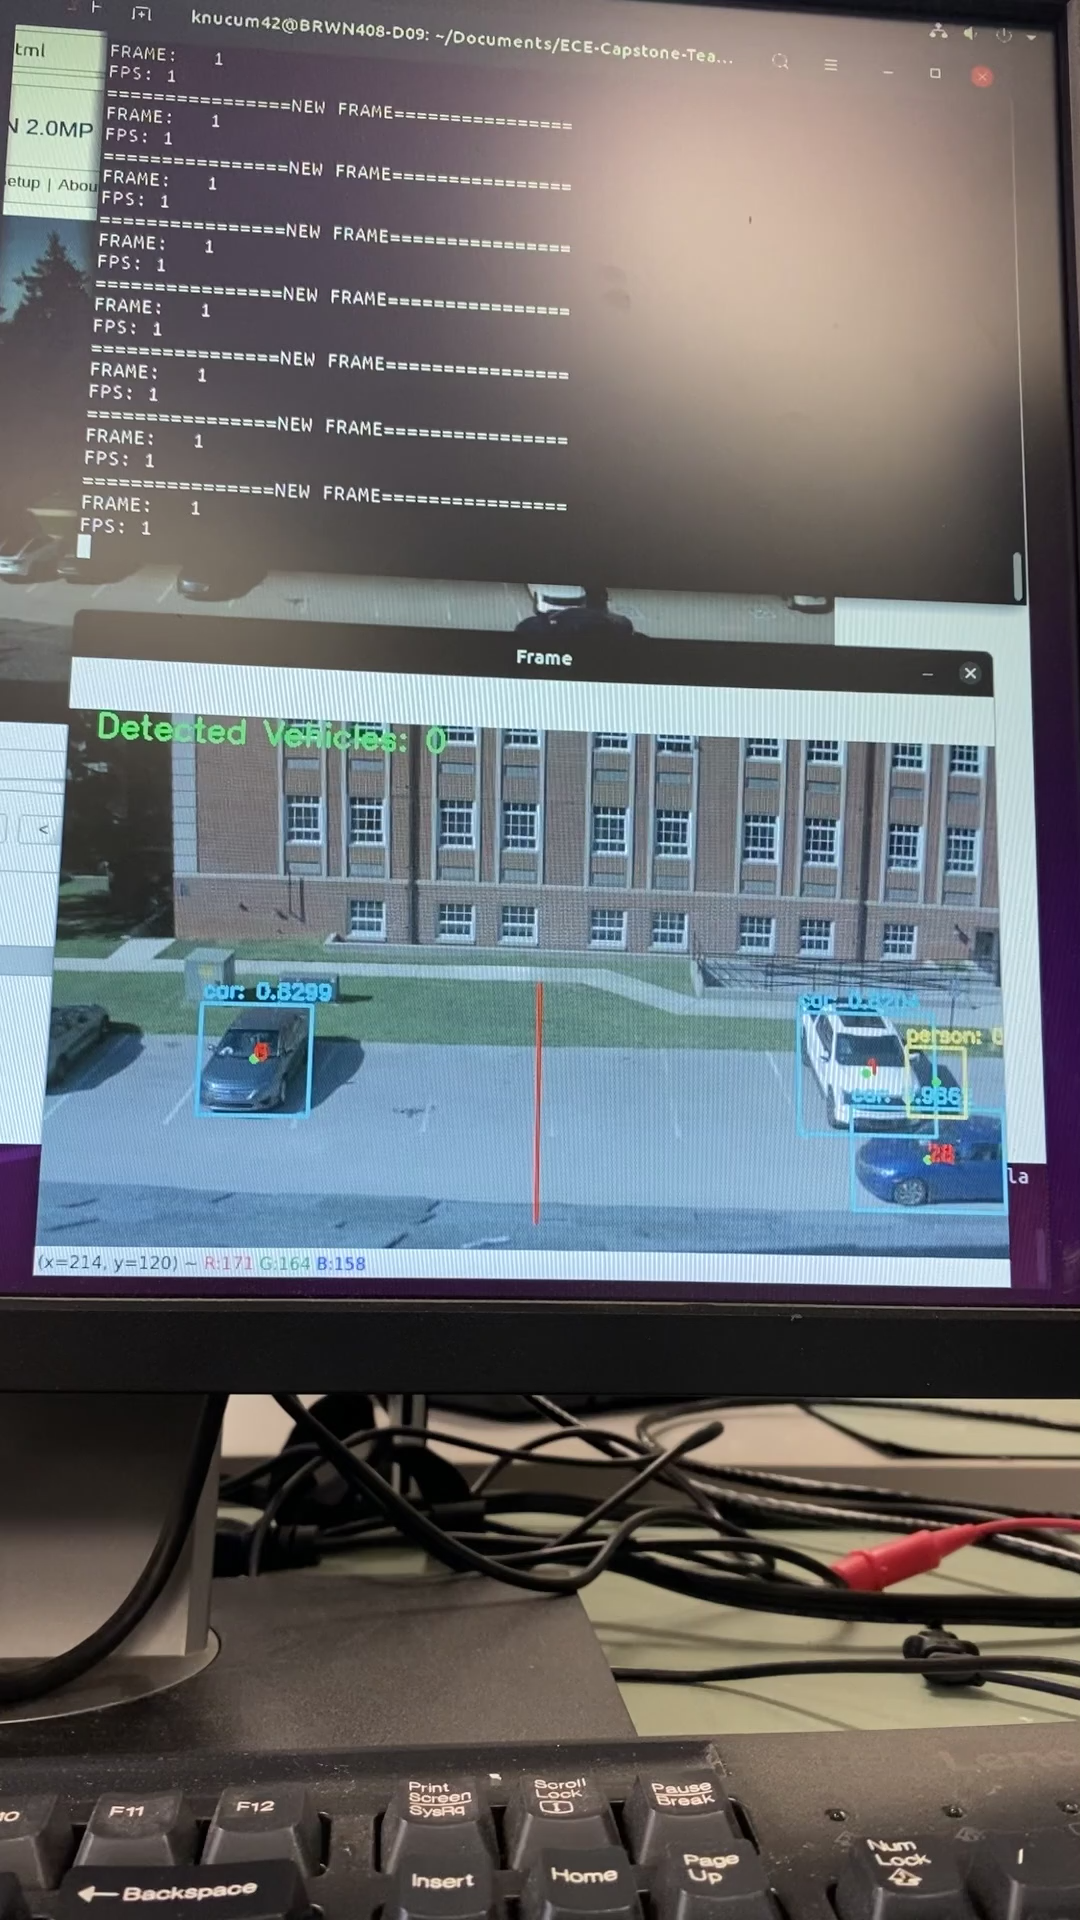 knucum42@BRWN408-D09: ~/Documents/ECE-Capstone-Tea...
tml
N 2.0MP
etup | Abou
FRAME: 1
FPS: 1
================NEW FRAME================
FRAME: 1
FPS: 1
================NEW FRAME================
FRAME: 1
FPS: 1
================NEW FRAME================
FRAME: 1
FPS: 1
================NEW FRAME================
FRAME: 1
FPS: 1
================NEW FRAME================
FRAME: 1
FPS: 1
================NEW FRAME================
FRAME: 1
FPS: 1
================NEW FRAME================
FRAME: 1
FPS: 1
Frame
Detected Vehicles: 0
<
car: 0.8299
car:
person: 0
car:
28
la
(x=214, y=120) ~ R:171 G:164 B:158
F11
F12
Print
Screen
SysRq
Scroll
Lock
Pause
Break
Backspace
Insert
Home
Page
Up
Num
Lock